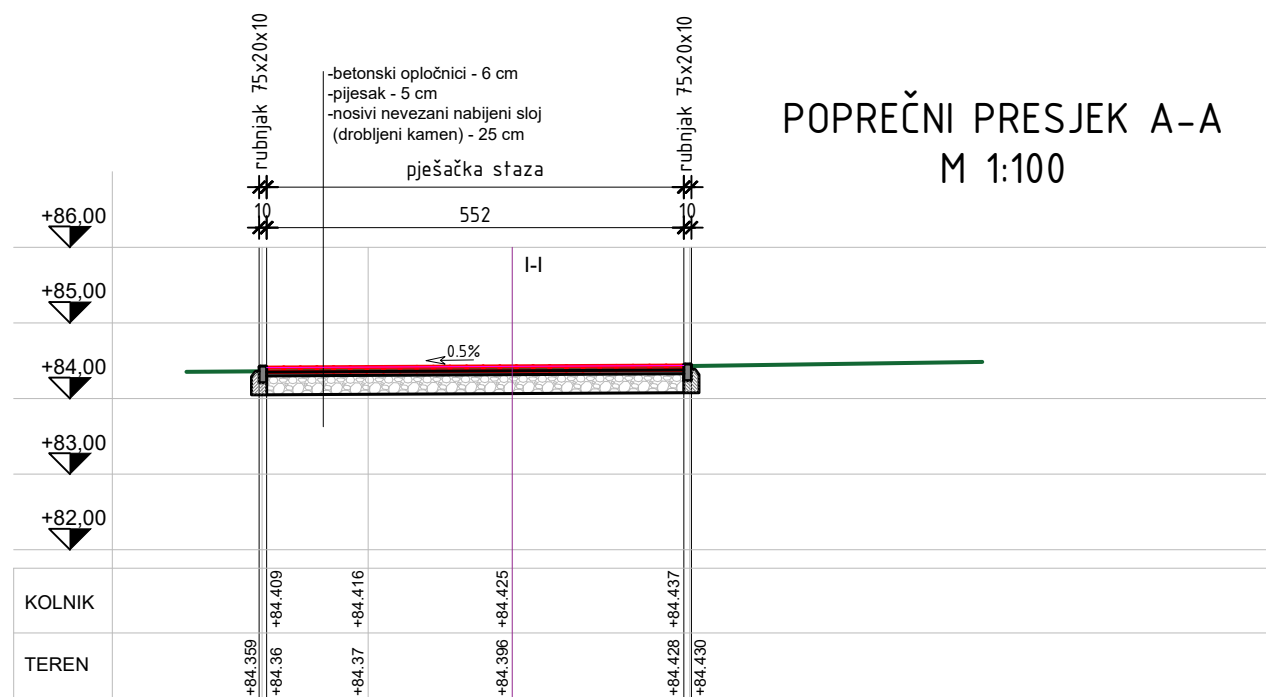 rubnjak 75x20x10
-betonski opločnici - 6 cm
-pijesak - 5 cm
-nosivi nevezani nabijeni sloj
(drobljeni kamen) - 25 cm
rubnjak 75x20x10
POPREČNI PRESJEK A-A
M 1:100
pješačka staza
10
552
10
+86,00
I-I
+85,00
0.5%
+84,00
+83,00
+82,00
KOLNIK
+84.409
+84.416
+84.425
+84.437
TEREN
+84.359
+84.36
+84.37
+84.396
+84.428
+84.430